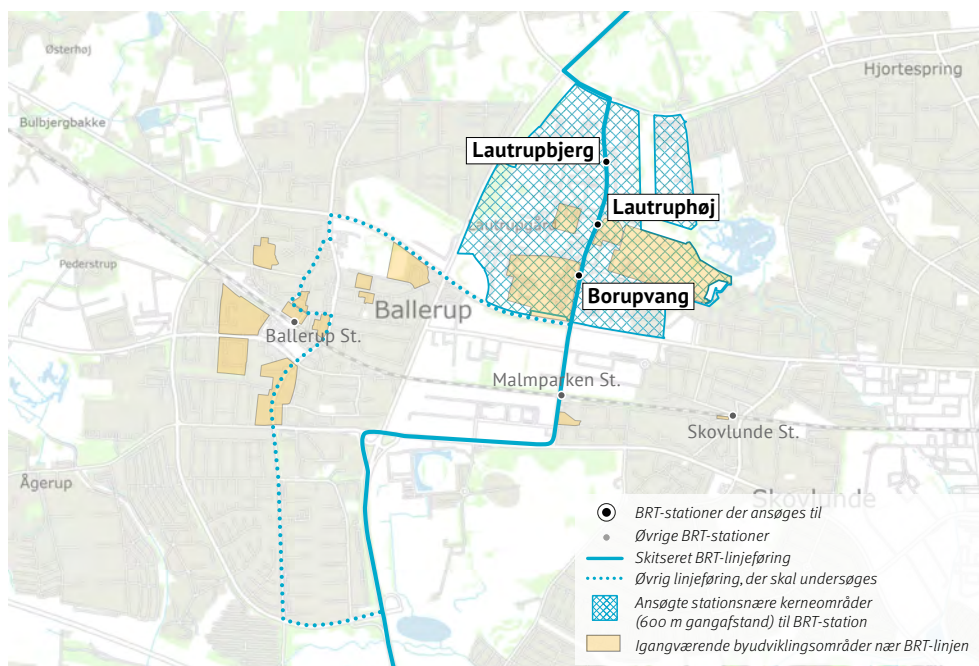 Østerhøj
Hjortespring
Bulbjergbakke
Lautrupbjerg
Lautruphøj
Lautrupgård
Pederstrup
Borupvang
Ballerup
Ballerup St.
Malmparken St.
Skovlunde St.
Ågerup
Skovlunde
BRT-stationer der ansøges til
Øvrige BRT-stationer
Skitseret BRT-linjeføring
Øvrig linjeføring, der skal undersøges
Ansøgte stationsnære kerneområder
(600 m gangafstand) til BRT-station
Igangværende byudviklingsområder nær BRT-linjen